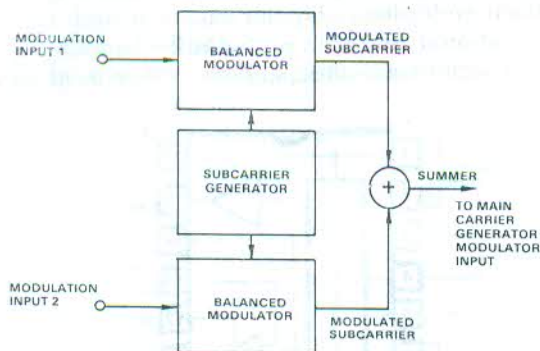 MODULATION
INPUT 1
BALANCED
MODULATOR
MODULATED
SUBCARRIER
SUBCARRIER
GENERATOR
+
SUMMER
TO MAIN
CARRIER
GENERATOR
MODULATOR
INPUT
MODULATION
INPUT 2
BALANCED
MODULATOR
MODULATED
SUBCARRIER